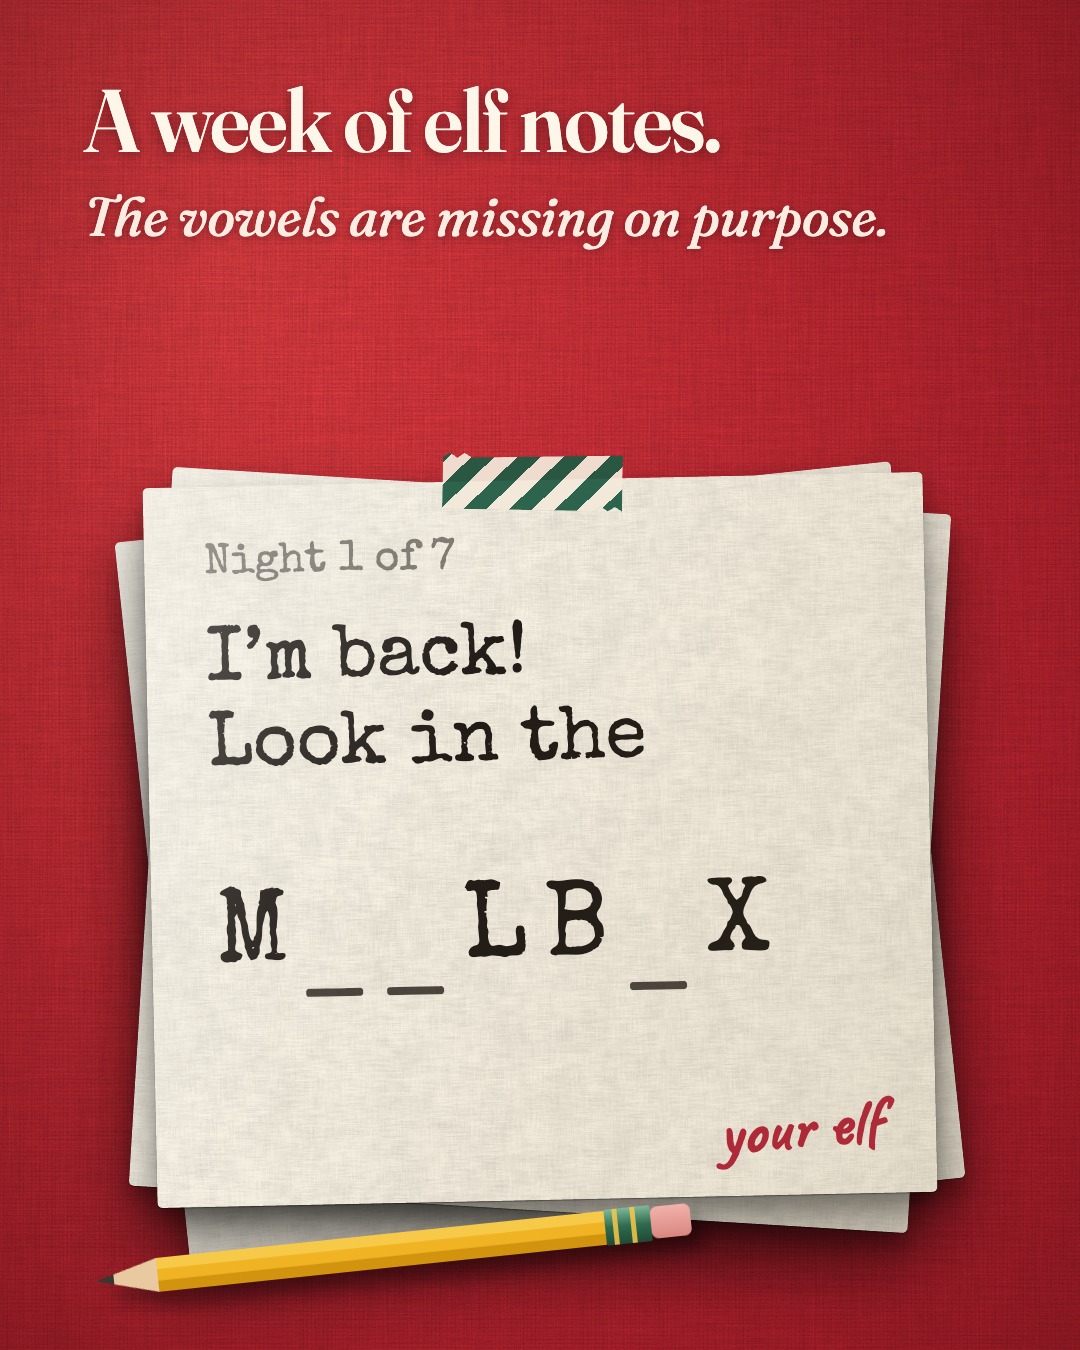 A week of elf notes.
The vowels are missing on purpose.
Night 1 of 7
I’m back!
Look in the
M _ _ L B _ X
your elf